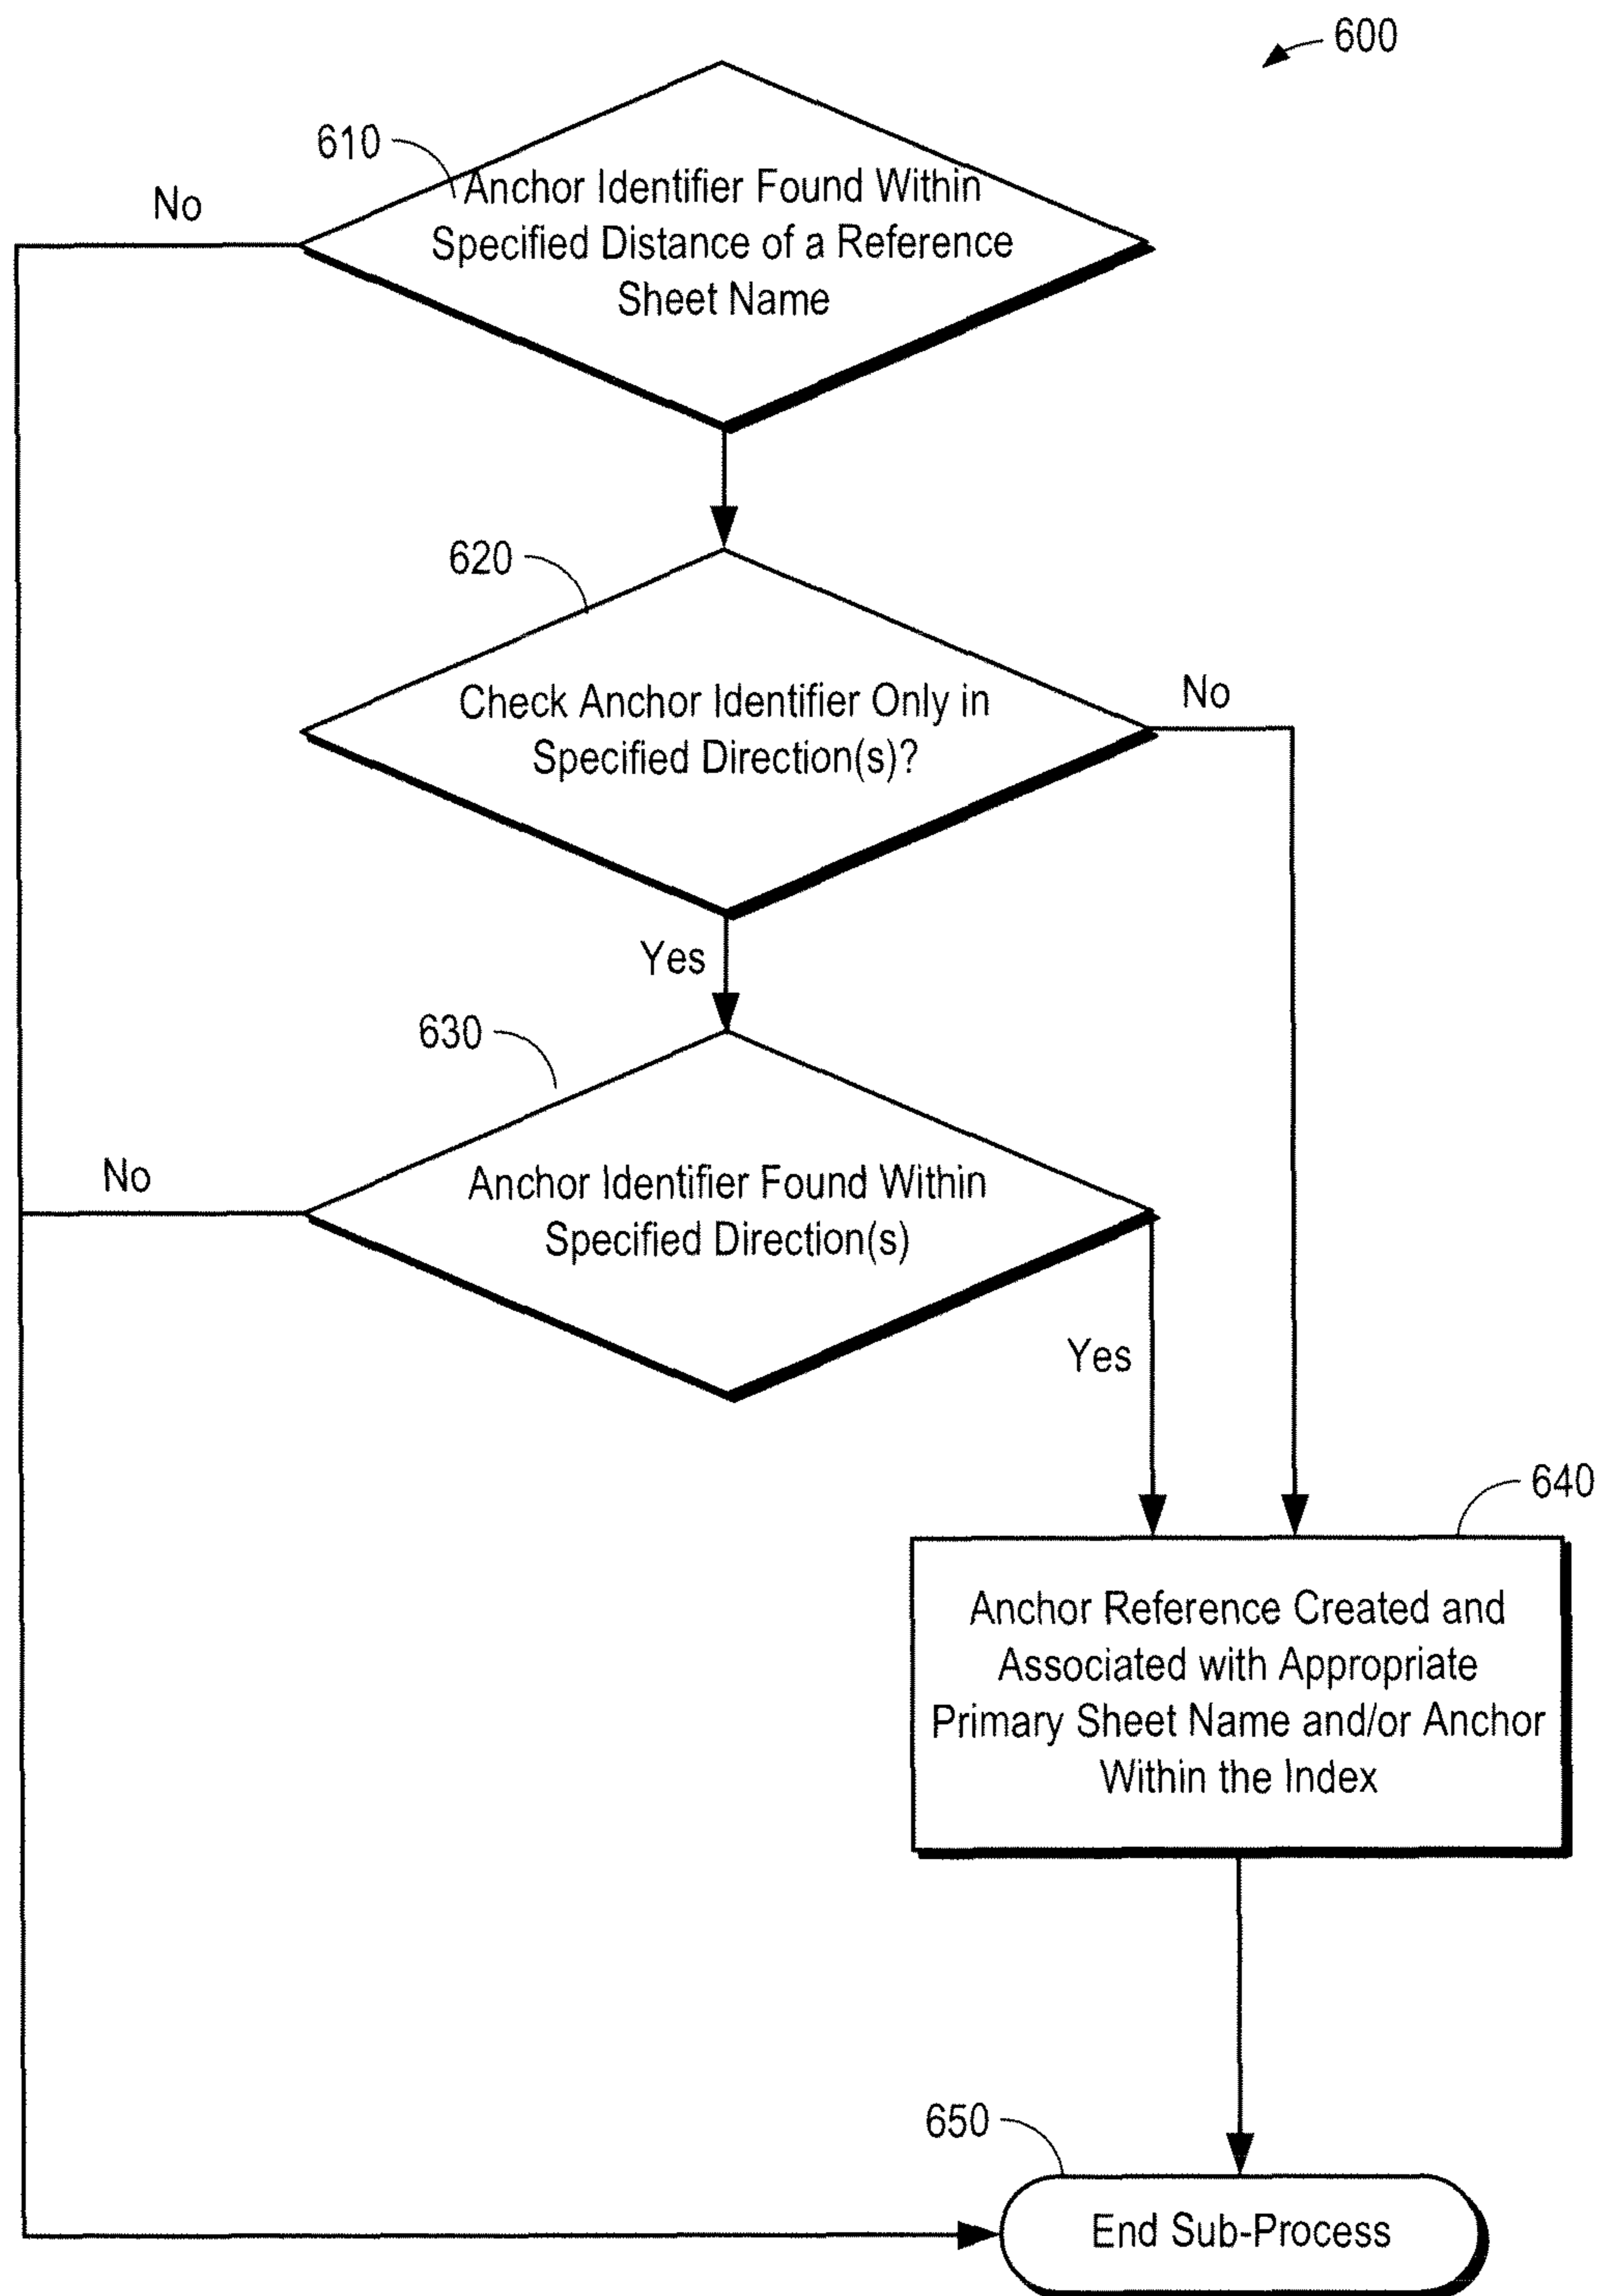 600
610
No
Anchor Identifier Found Within
Specified Distance of a Reference
Sheet Name
620
No
Check Anchor Identifier Only in
Specified Direction(s)?
Yes
630
No
Anchor Identifier Found Within
Specified Direction(s)
Yes
640
Anchor Reference Created and
Associated with Appropriate
Primary Sheet Name and/or Anchor
Within the Index
650
End Sub-Process